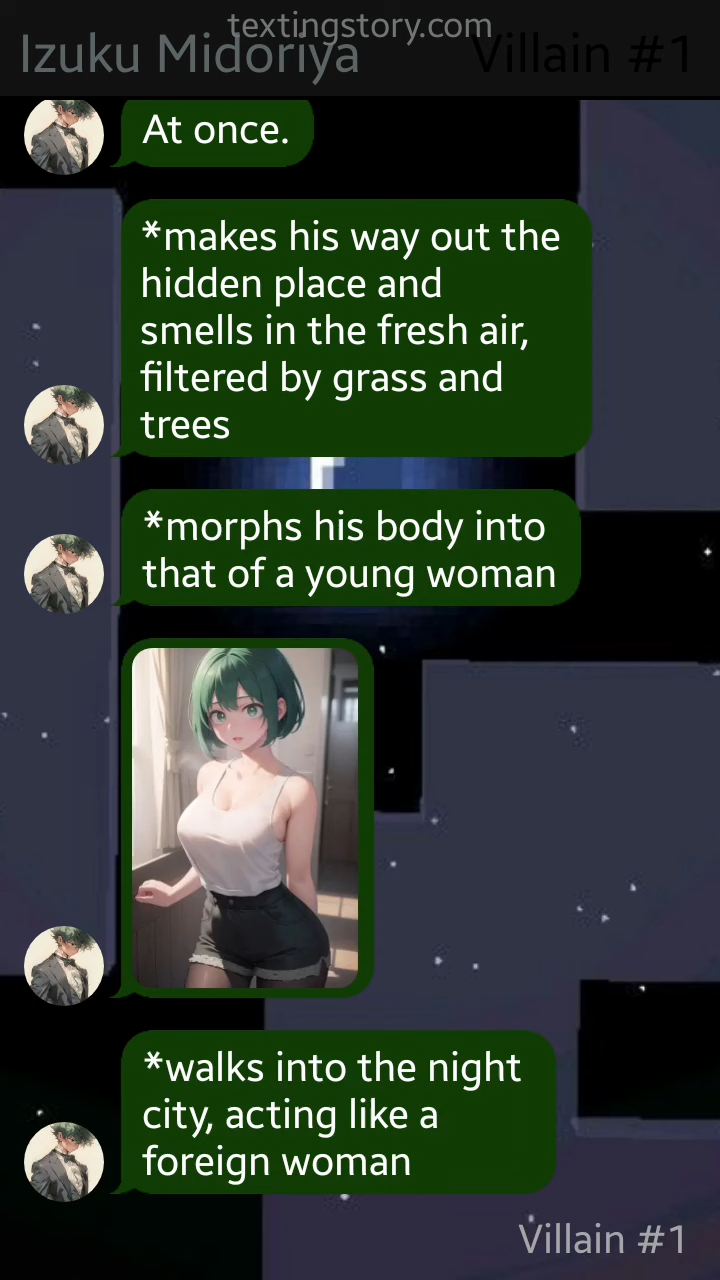 textingstory.com
Izuku Midoriya
Villain #1
At once.
*makes his way out the
hidden place and
smells in the fresh air,
filtered by grass and
trees
*morphs his body into
that of a young woman
*walks into the night
city, acting like a
foreign woman
Villain #1